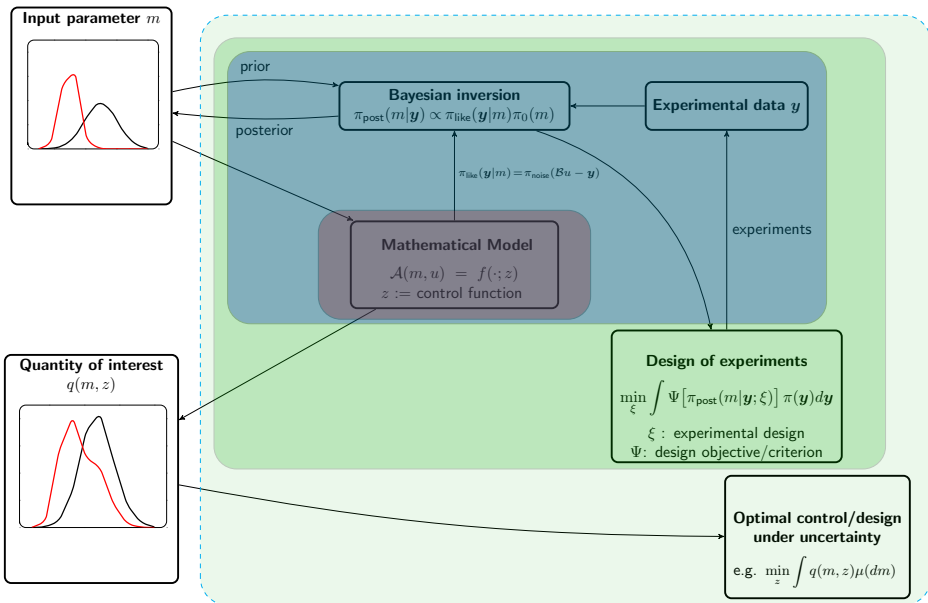 Input parameter m
prior
posterior
Bayesian inversion
π_post(m|y) ∝ π_like(y|m)π_0(m)
Experimental data y
π_like(y|m) = π_noise(ℬu − y)
experiments
Mathematical Model
𝒜(m, u) = f(·; z)
z := control function
Quantity of interest
q(m, z)
Design of experiments
min_ξ ∫ Ψ[π_post(m|y; ξ)] π(y)dy
ξ : experimental design
Ψ: design objective/criterion
Optimal control/design
under uncertainty
e.g. min_z ∫ q(m, z)μ(dm)